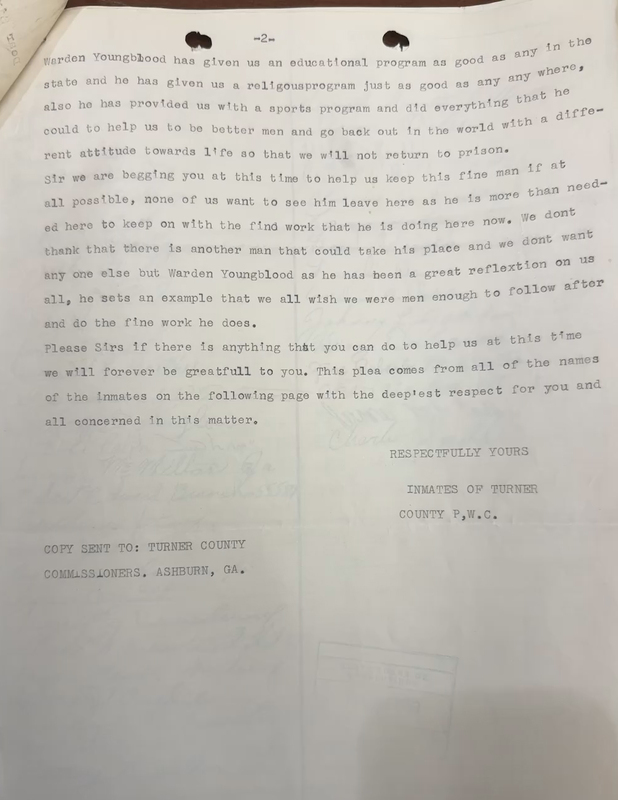 -2-
Warden Youngblood has given us an educational program as good as any in the
state and he has given us a religousprogram just as good as any any where,
also he has provided us with a sports program and did everything that he
could to help us to be better men and go back out in the world with a diffe-
rent attitude towards life so that we will not return to prison.
Sir we are begging you at this time to help us keep this fine man if at
all possible, none of us want to see him leave here as he is more than need-
ed here to keep on with the find work that he is doing here now. We dont
thank that there is another man that could take his place and we dont want
any one else but Warden Youngblood as he has been a great reflextion on us
all, he sets an example that we all wish we were men enough to follow after
and do the fine work he does.
Please Sirs if there is anything that you can do to help us at this time
we will forever be greatfull to you. This plea comes from all of the names
of the inmates on the following page with the deep'est respect for you and
all concerned in this matter.
RESPECTFULLY YOURS
INMATES OF TURNER
COUNTY P,W.C.
COPY SENT TO: TURNER COUNTY
COMMISSIONERS. ASHBURN, GA.